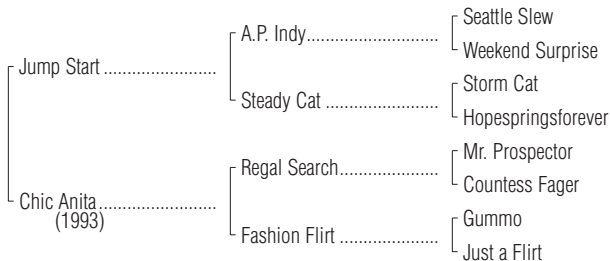 Seattle Slew
A.P. Indy
Weekend Surprise
Jump Start
Storm Cat
Steady Cat
Hopespringsforever
Mr. Prospector
Regal Search
Countess Fager
Chic Anita
(1993)
Gummo
Fashion Flirt
Just a Flirt